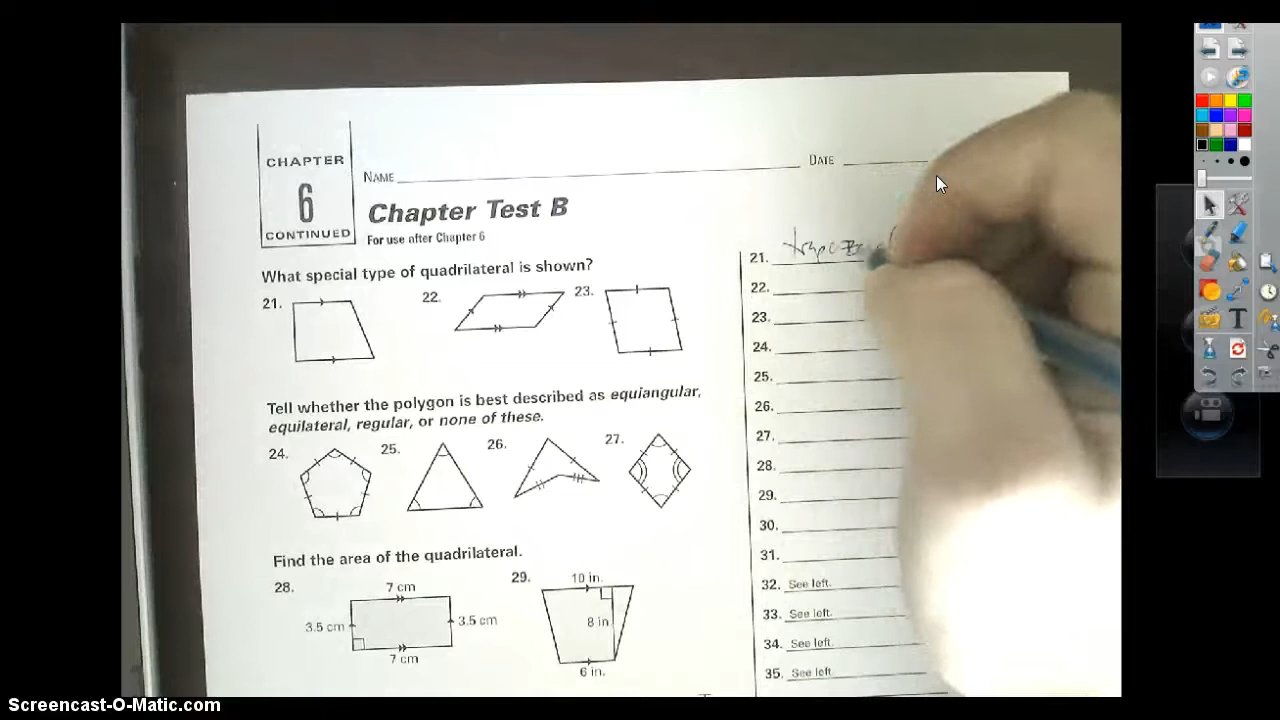 CHAPTER
6
CONTINUED
NAME
DATE
Chapter Test B
For use after Chapter 6
What special type of quadrilateral is shown?
21.
22.
23.
Tell whether the polygon is best described as equiangular,
equilateral, regular, or none of these.
24.
25.
26.
27.
Find the area of the quadrilateral.
28.
7 cm
3.5 cm
3.5 cm
7 cm
29.
10 in.
8 in
6 in.
21.
22.
23.
24.
25.
26.
27.
28.
29.
30.
31.
32. See left.
33. See left.
34. See left.
35. See left.
T
Screencast-O-Matic.com